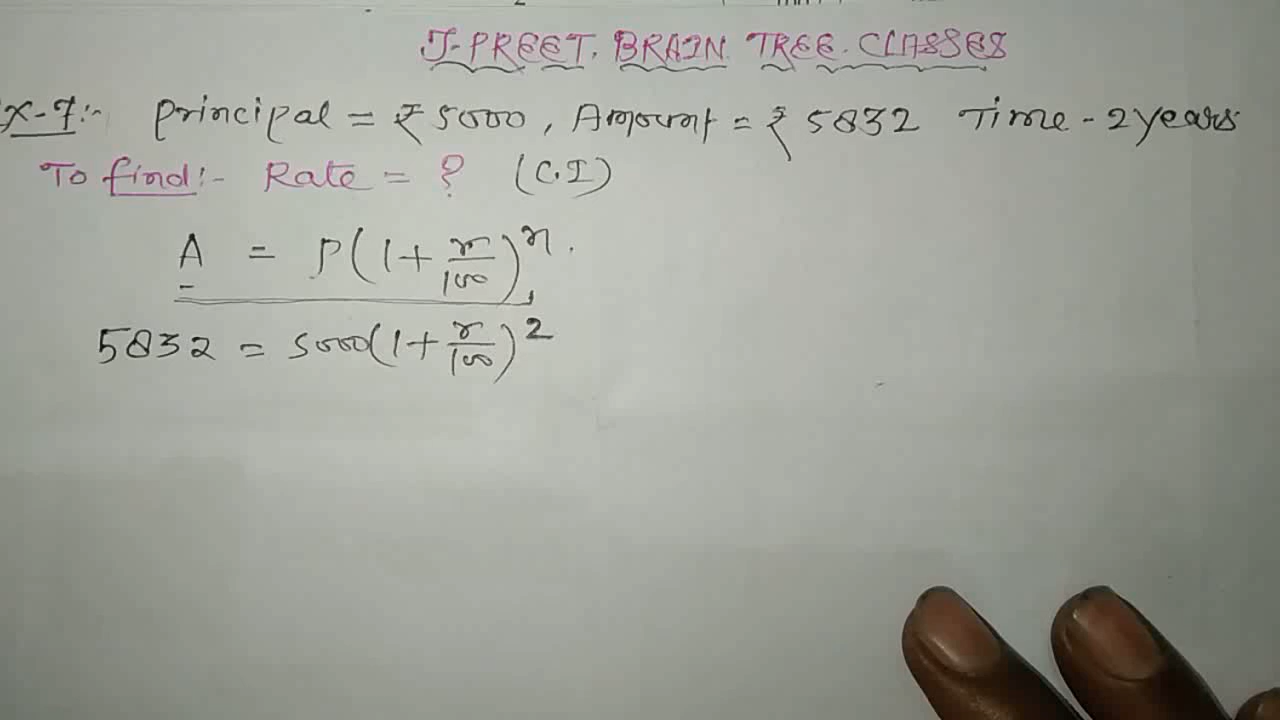 J-PREET. BRAIN TREE. CLASSES
x-7:- Principal = ₹ 5000, Amount = ₹ 5832 Time - 2years
To find:- Rate = ? (C.I)
A = P(1 + r/100)^n.
5832 = 5000(1 + r/100)^2